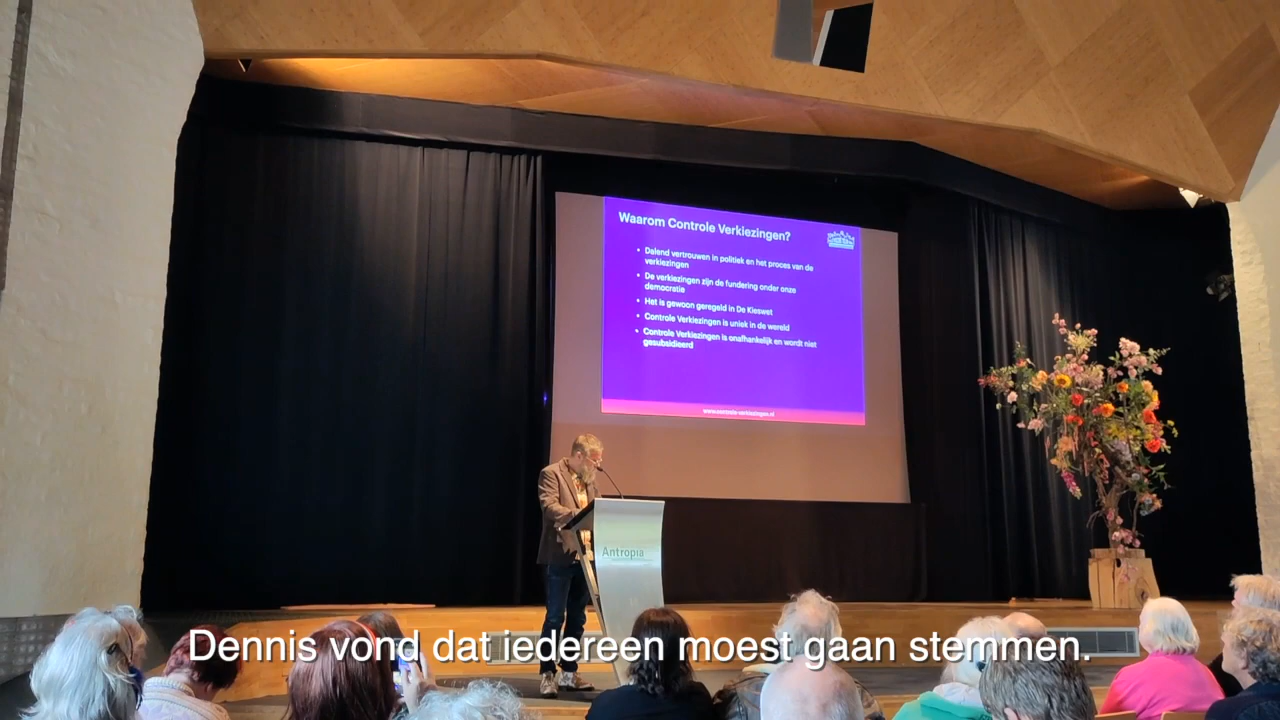 Waarom Controle Verkiezingen?
• Dalend vertrouwen in politiek en het proces van de
verkiezingen
• De verkiezingen zijn de fundering onder onze
democratie
• Het is gewoon geregeld in De Kieswet
• Controle Verkiezingen is uniek in de wereld
• Controle Verkiezingen is onafhankelijk en wordt niet
gesubsidieerd
www.controle-verkiezingen.nl
Antropia
Dennis vond dat iedereen moest gaan stemmen.